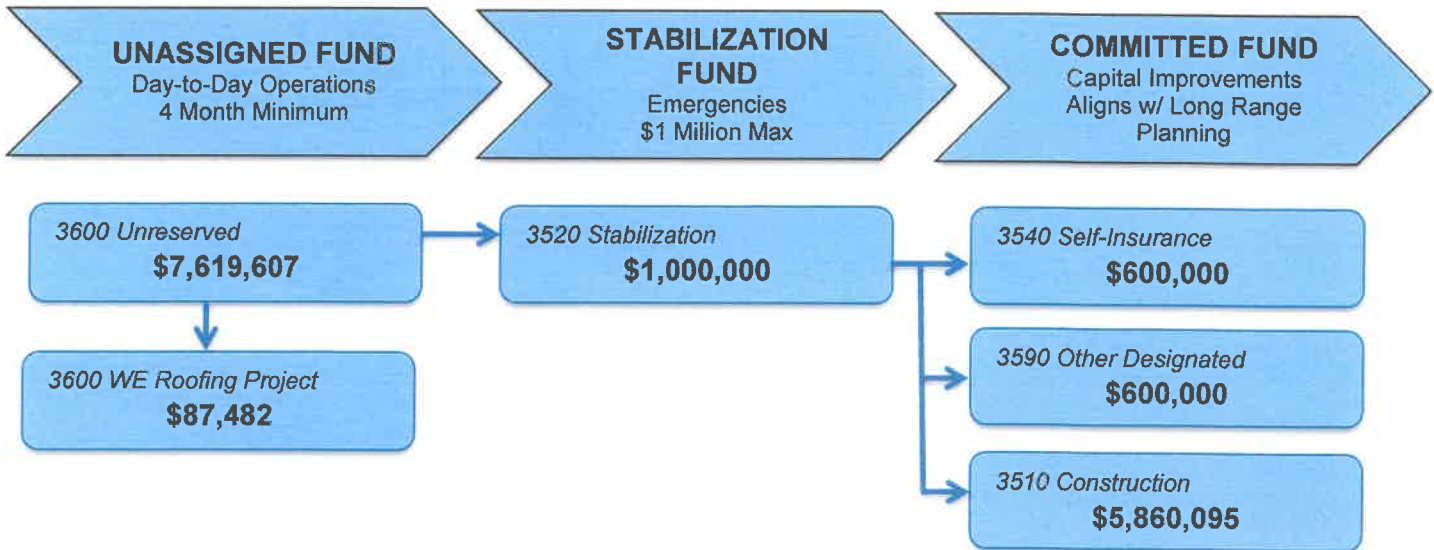 UNASSIGNED FUND
Day-to-Day Operations
4 Month Minimum
STABILIZATION
FUND
Emergencies
$1 Million Max
COMMITTED FUND
Capital Improvements
Aligns w/ Long Range
Planning
3600 Unreserved
$7,619,607
3600 WE Roofing Project
$87,482
3520 Stabilization
$1,000,000
3540 Self-Insurance
$600,000
3590 Other Designated
$600,000
3510 Construction
$5,860,095